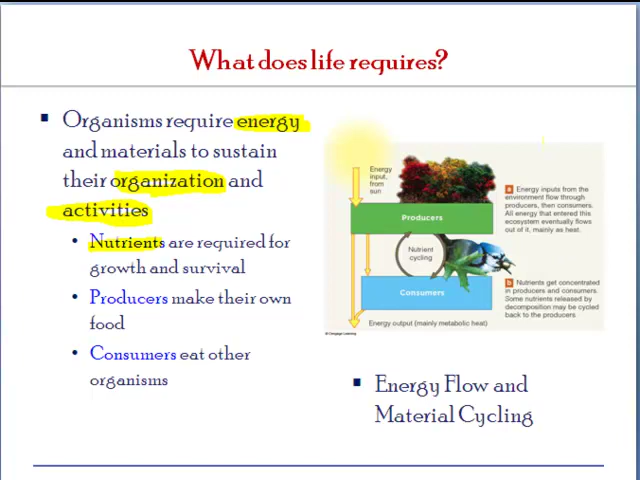 What does life requires?
Organisms require energy
and materials to sustain
their organization and
activities
Nutrients are required for
growth and survival
Producers make their own
food
Consumers eat other
organisms
Energy
input,
from
sun
Producers
Nutrient
cycling
Consumers
Energy output (mainly metabolic heat)
© Cengage Learning
a Energy inputs from the
environment flow through
producers, then consumers.
All energy that entered this
ecosystem eventually flows
out of it, mainly as heat.
b Nutrients get concentrated
in producers and consumers.
Some nutrients released by
decomposition may be cycled
back to the producers
Energy Flow and
Material Cycling